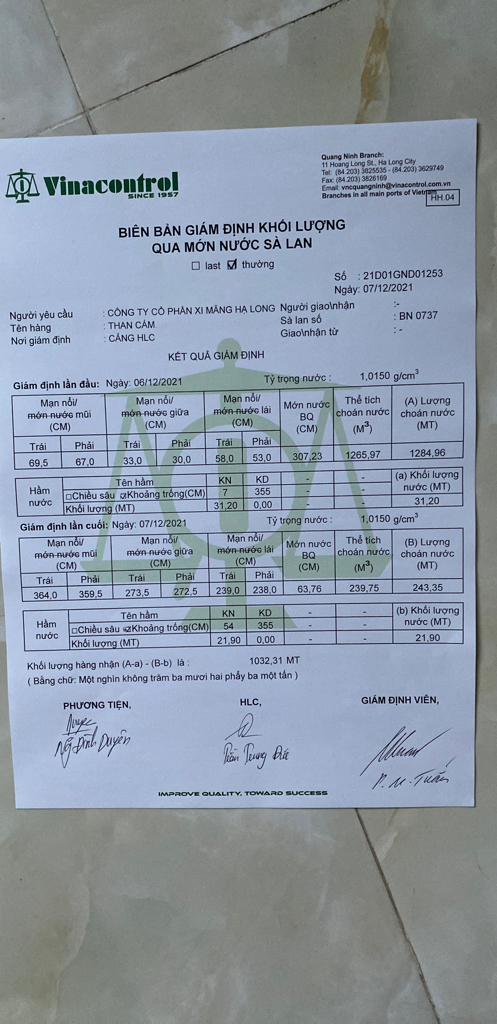 Vinacontrol
SINCE 1957
Quang Ninh Branch:
11 Hoang Long St., Ha Long City
Tel: (84.203) 3825535 - (84.203) 3629749
Fax: (84.203) 3826169
Email: vncquangninh@vinacontrol.com.vn
Branches in all main ports of Vietnam
HH.04
BIÊN BẢN GIÁM ĐỊNH KHỐI LƯỢNG
QUA MỚN NƯỚC SÀ LAN
☐ last ☑ thường
Số : 21D01GND01253
Ngày: 07/12/2021
Người yêu cầu : CÔNG TY CỔ PHẦN XI MĂNG HẠ LONG Người giao\nhận :-
Tên hàng : THAN CÁM Sà lan số : BN 0737
Nơi giám định : CẢNG HLC Giao\nhận từ : -
KẾT QUẢ GIÁM ĐỊNH
Giám định lần đầu: Ngày: 06/12/2021 Tỷ trọng nước : 1,0150 g/cm³
Mạn nổi/ Mạn nổi/ Mạn nổi/ Mớn nước Thể tích (A) Lượng
mớn nước mũi mớn nước giữa mớn nước lái BQ choán nước choán nước
(CM) (CM) (CM) (CM) (M³) (MT)
Trái Phải Trái Phải Trái Phải
69,5 67,0 33,0 30,0 58,0 53,0 307,23 1265,97 1284,96
Hầm nước Tên hầm KN KD - - (a) Khối lượng nước (MT)
☐Chiều sâu ☑Khoảng trống(CM) 7 355 - -
Khối lượng (MT) 31,20 0,00 - - 31,20
Giám định lần cuối: Ngày: 07/12/2021 Tỷ trọng nước : 1,0150 g/cm³
Mạn nổi/ Mạn nổi/ Mạn nổi/ Mớn nước Thể tích (B) Lượng
mớn nước mũi mớn nước giữa mớn nước lái BQ choán nước choán nước
(CM) (CM) (CM) (CM) (M³) (MT)
Trái Phải Trái Phải Trái Phải
364,0 359,5 273,5 272,5 239,0 238,0 63,76 239,75 243,35
Hầm nước Tên hầm KN KD - - (b) Khối lượng nước (MT)
☐Chiều sâu ☑Khoảng trống(CM) 54 355 - -
Khối lượng (MT) 21,90 0,00 - - 21,90
Khối lượng hàng nhận (A-a) - (B-b) là : 1032,31 MT
( Bằng chữ: Một nghìn không trăm ba mươi hai phẩy ba một tấn )
PHƯƠNG TIỆN, HLC, GIÁM ĐỊNH VIÊN,
Ng Đình Duyên Trần Trung Đức P. M. Tuấn
IMPROVE QUALITY, TOWARD SUCCESS